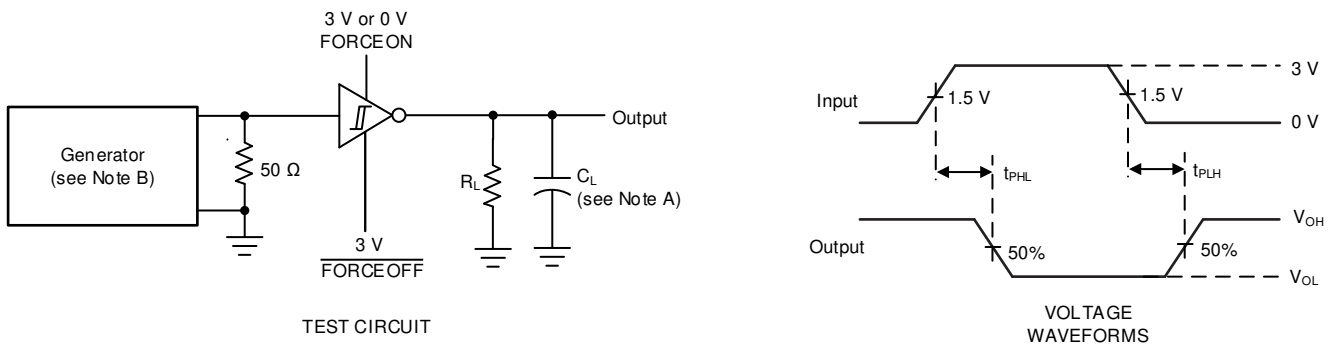 3 V or 0 V
FORCEON
Generator
(see Note B)
50 Ω
Output
R_L
C_L
(see Note A)
3 V
FORCEOFF
TEST CIRCUIT
3 V
Input
1.5 V
1.5 V
0 V
t_PHL
t_PLH
V_OH
Output
50%
50%
V_OL
VOLTAGE
WAVEFORMS